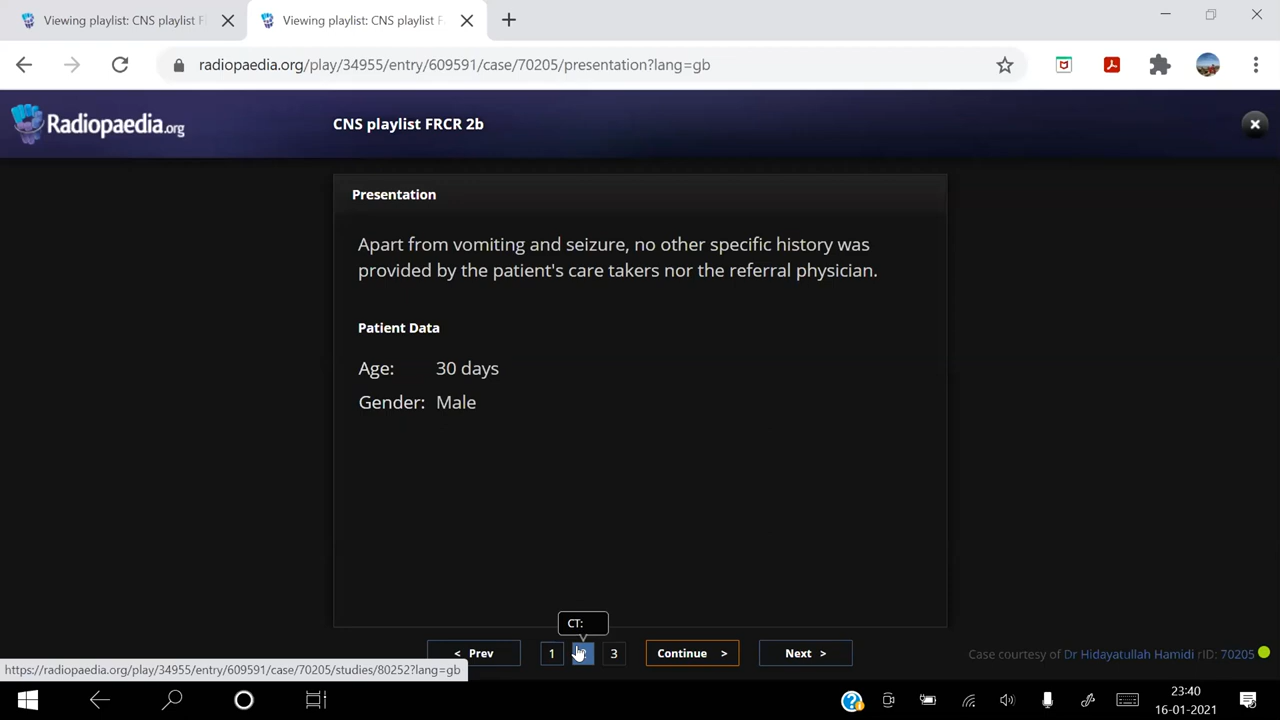 Viewing playlist: CNS playlist F
Viewing playlist: CNS playlist F
radiopaedia.org/play/34955/entry/609591/case/70205/presentation?lang=gb
Radiopaedia.org
CNS playlist FRCR 2b
Presentation
Apart from vomiting and seizure, no other specific history was
provided by the patient's care takers nor the referral physician.
Patient Data
Age: 30 days
Gender: Male
CT:
< Prev
1
3
Continue >
Next >
Case courtesy of Dr Hidayatullah Hamidi rID: 70205
https://radiopaedia.org/play/34955/entry/609591/case/70205/studies/80252?lang=gb
23:40
16-01-2021